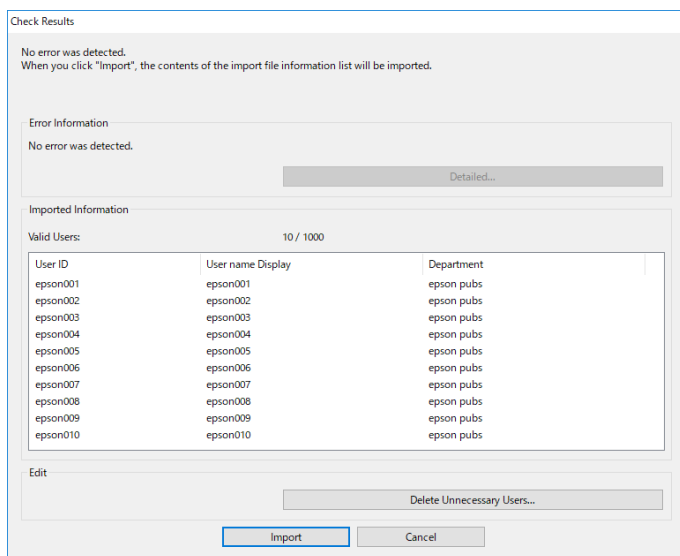 Check Results
No error was detected.
When you click "Import", the contents of the import file information list will be imported.
Error Information
No error was detected.
Detailed...
Imported Information
Valid Users: 10 / 1000
User ID User name Display Department
epson001 epson001 epson pubs
epson002 epson002 epson pubs
epson003 epson003 epson pubs
epson004 epson004 epson pubs
epson005 epson005 epson pubs
epson006 epson006 epson pubs
epson007 epson007 epson pubs
epson008 epson008 epson pubs
epson009 epson009 epson pubs
epson010 epson010 epson pubs
Edit
Delete Unnecessary Users...
Import Cancel